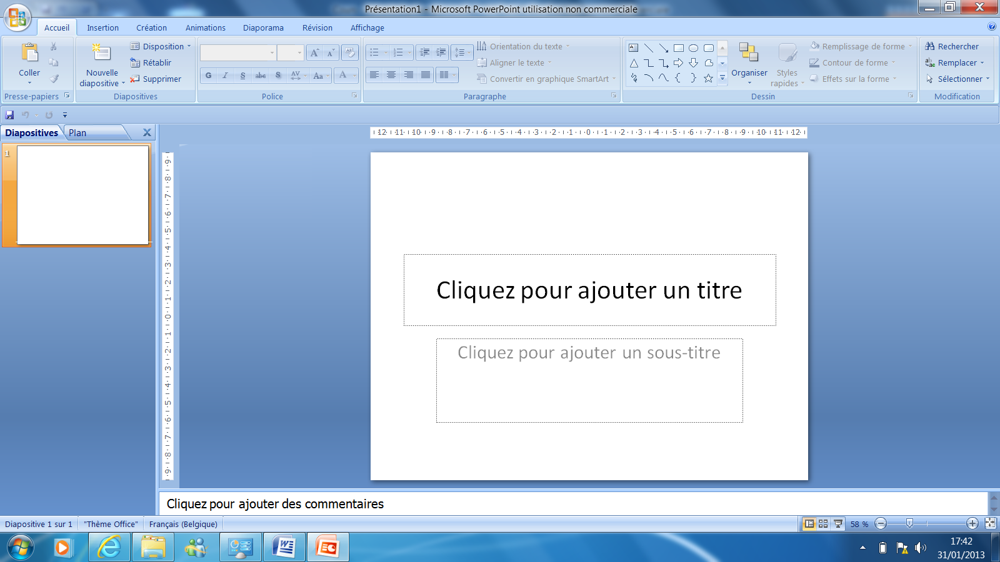 Présentation1 - Microsoft PowerPoint utilisation non commerciale
Accueil Insertion Création Animations Diaporama Révision Affichage
Coller
Presse-papiers
Nouvelle diapositive
Disposition
Rétablir
Supprimer
Diapositives
G I S abc S AV Aa A
Police
Orientation du texte
Aligner le texte
Convertir en graphique SmartArt
Paragraphe
Organiser
Styles rapides
Remplissage de forme
Contour de forme
Effets sur la forme
Dessin
Rechercher
Remplacer
Sélectionner
Modification
Diapositives Plan
1
12 11 10 9 8 7 6 5 4 3 2 1 0 1 2 3 4 5 6 7 8 9 10 11 12
9 8 7 6 5 4 3 2 1 0 1 2 3 4 5 6 7 8 9
Cliquez pour ajouter un titre
Cliquez pour ajouter un sous-titre
Cliquez pour ajouter des commentaires
Diapositive 1 sur 1 "Thème Office" Français (Belgique) 58 %
17:42
31/01/2013